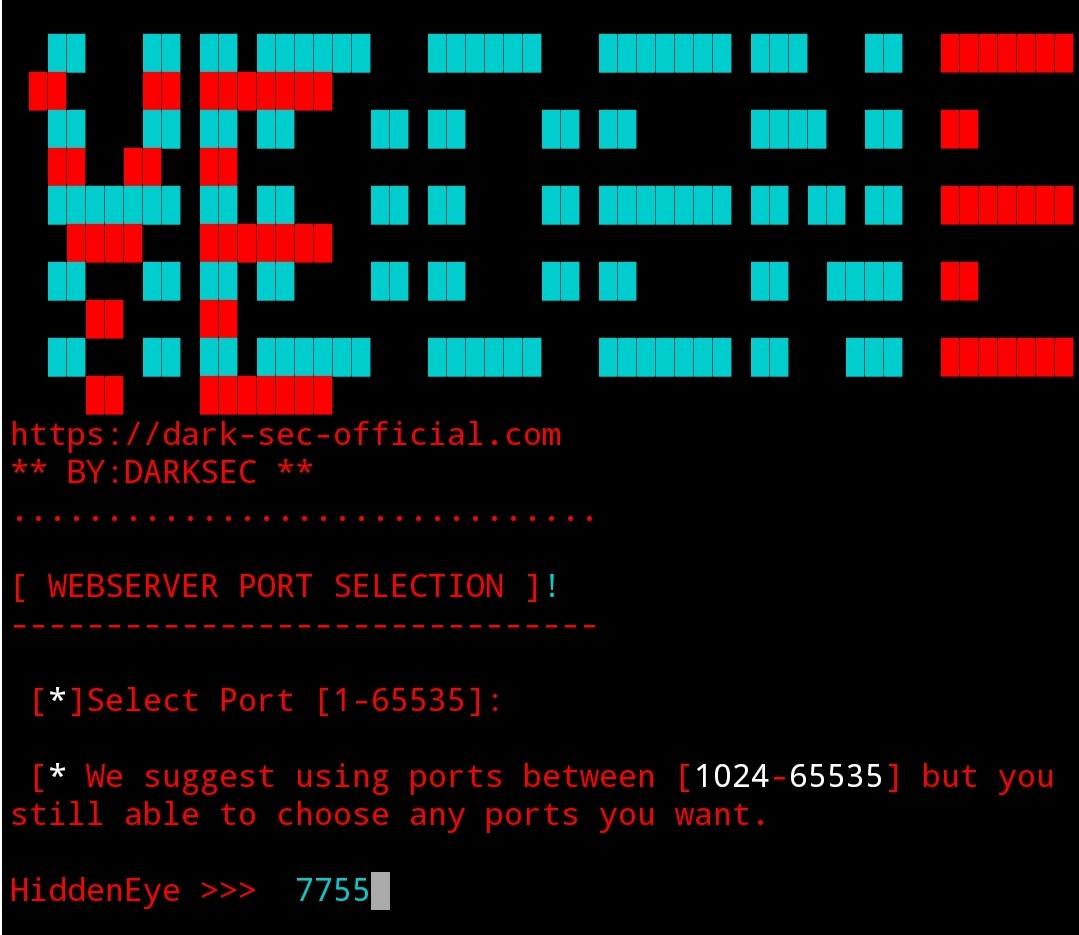 https://dark-sec-official.com
** BY:DARKSEC **
...............................
[ WEBSERVER PORT SELECTION ]!
-------------------------------
[*]Select Port [1-65535]:
[* We suggest using ports between [1024-65535] but you
still able to choose any ports you want.
HiddenEye >>>  7755